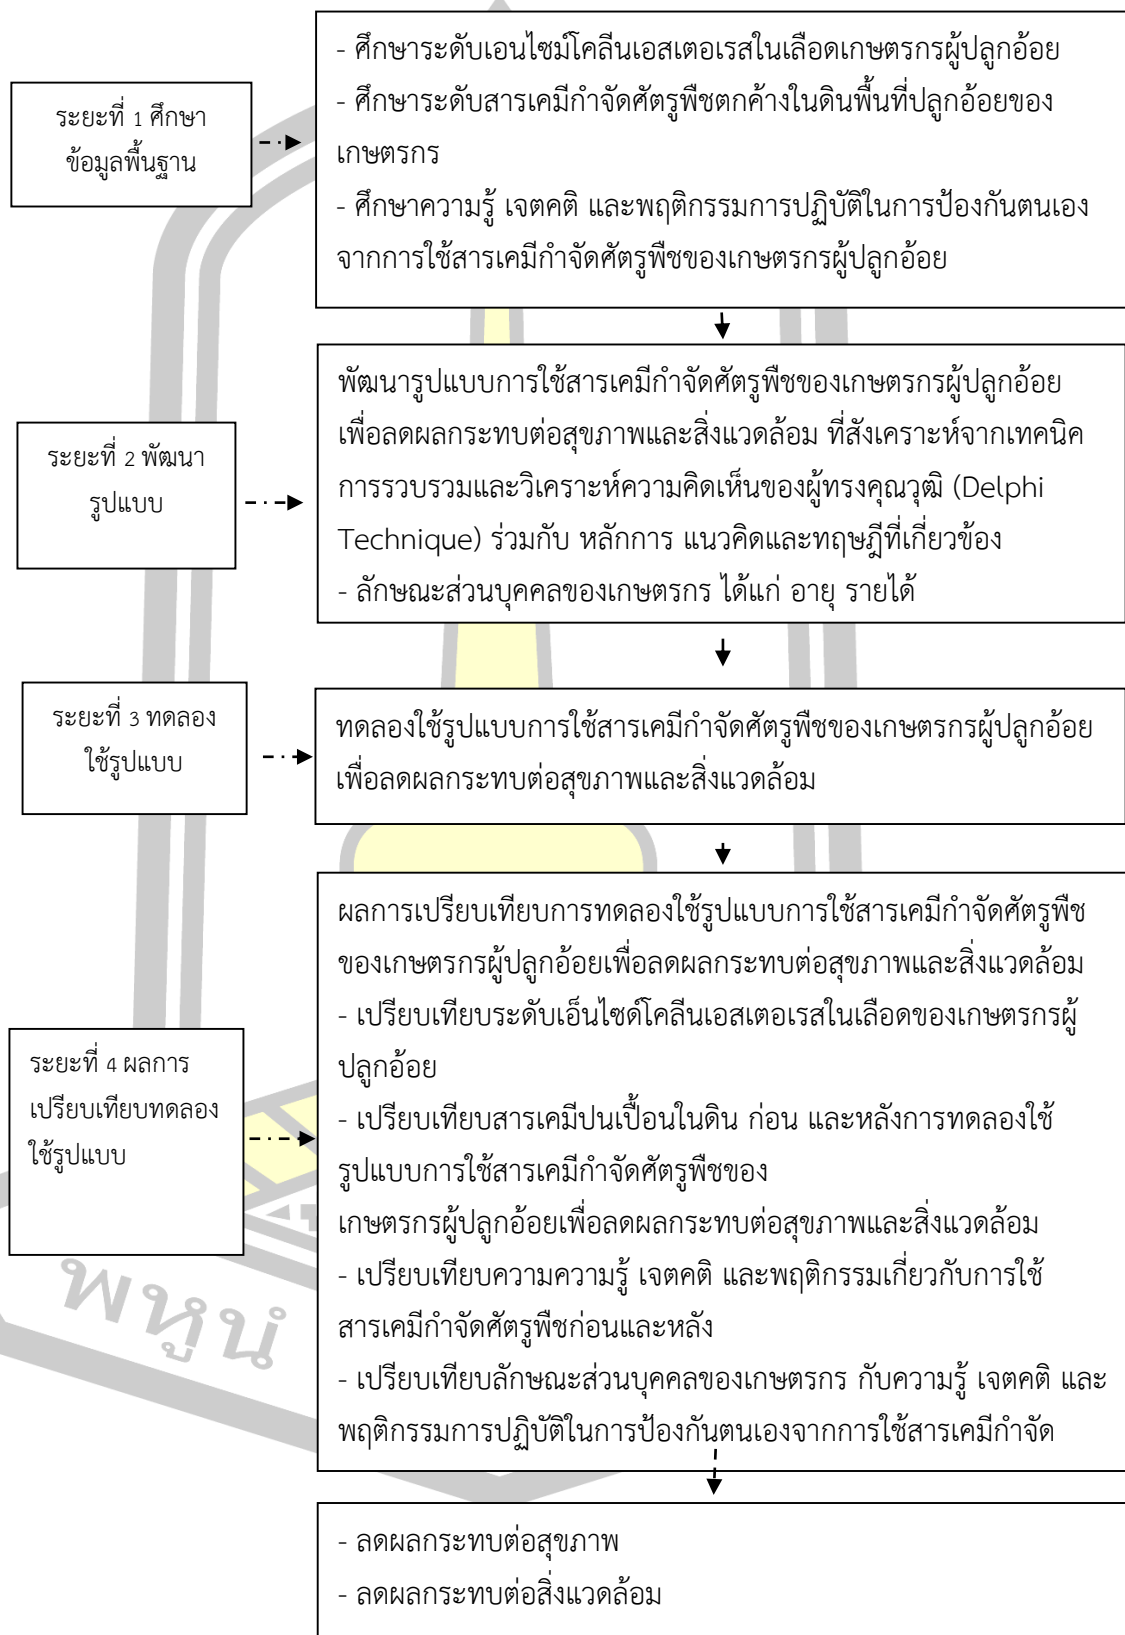 - ศึกษาระดับเอนไซม์โคลีนเอสเตอเรสในเลือดเกษตรกรผู้ปลูกอ้อย
- ศึกษาระดับสารเคมีกำจัดศัตรูพืชตกค้างในดินพื้นที่ปลูกอ้อยของ
เกษตรกร
- ศึกษาความรู้ เจตคติ และพฤติกรรมการปฏิบัติในการป้องกันตนเอง
จากการใช้สารเคมีกำจัดศัตรูพืชของเกษตรกรผู้ปลูกอ้อย
ระยะที่ 1 ศึกษา
ข้อมูลพื้นฐาน
พัฒนารูปแบบการใช้สารเคมีกำจัดศัตรูพืชของเกษตรกรผู้ปลูกอ้อย
เพื่อลดผลกระทบต่อสุขภาพและสิ่งแวดล้อม ที่สังเคราะห์จากเทคนิค
การรวบรวมและวิเคราะห์ความคิดเห็นของผู้ทรงคุณวุฒิ (Delphi
Technique) ร่วมกับ หลักการ แนวคิดและทฤษฎีที่เกี่ยวข้อง
- ลักษณะส่วนบุคคลของเกษตรกร ได้แก่ อายุ รายได้
ระยะที่ 2 พัฒนา
รูปแบบ
ระยะที่ 3 ทดลอง
ใช้รูปแบบ
ทดลองใช้รูปแบบการใช้สารเคมีกำจัดศัตรูพืชของเกษตรกรผู้ปลูกอ้อย
เพื่อลดผลกระทบต่อสุขภาพและสิ่งแวดล้อม
ผลการเปรียบเทียบการทดลองใช้รูปแบบการใช้สารเคมีกำจัดศัตรูพืช
ของเกษตรกรผู้ปลูกอ้อยเพื่อลดผลกระทบต่อสุขภาพและสิ่งแวดล้อม
- เปรียบเทียบระดับเอ็นไซด์โคลีนเอสเตอเรสในเลือดของเกษตรกรผู้
ปลูกอ้อย
- เปรียบเทียบสารเคมีปนเปื้อนในดิน ก่อน และหลังการทดลองใช้
รูปแบบการใช้สารเคมีกำจัดศัตรูพืชของ
เกษตรกรผู้ปลูกอ้อยเพื่อลดผลกระทบต่อสุขภาพและสิ่งแวดล้อม
- เปรียบเทียบความความรู้ เจตคติ และพฤติกรรมเกี่ยวกับการใช้
สารเคมีกำจัดศัตรูพืชก่อนและหลัง
- เปรียบเทียบลักษณะส่วนบุคคลของเกษตรกร กับความรู้ เจตคติ และ
พฤติกรรมการปฏิบัติในการป้องกันตนเองจากการใช้สารเคมีกำจัด
ระยะที่ 4 ผลการ
เปรียบเทียบทดลอง
ใช้รูปแบบ
พหูนํ
- ลดผลกระทบต่อสุขภาพ
- ลดผลกระทบต่อสิ่งแวดล้อม